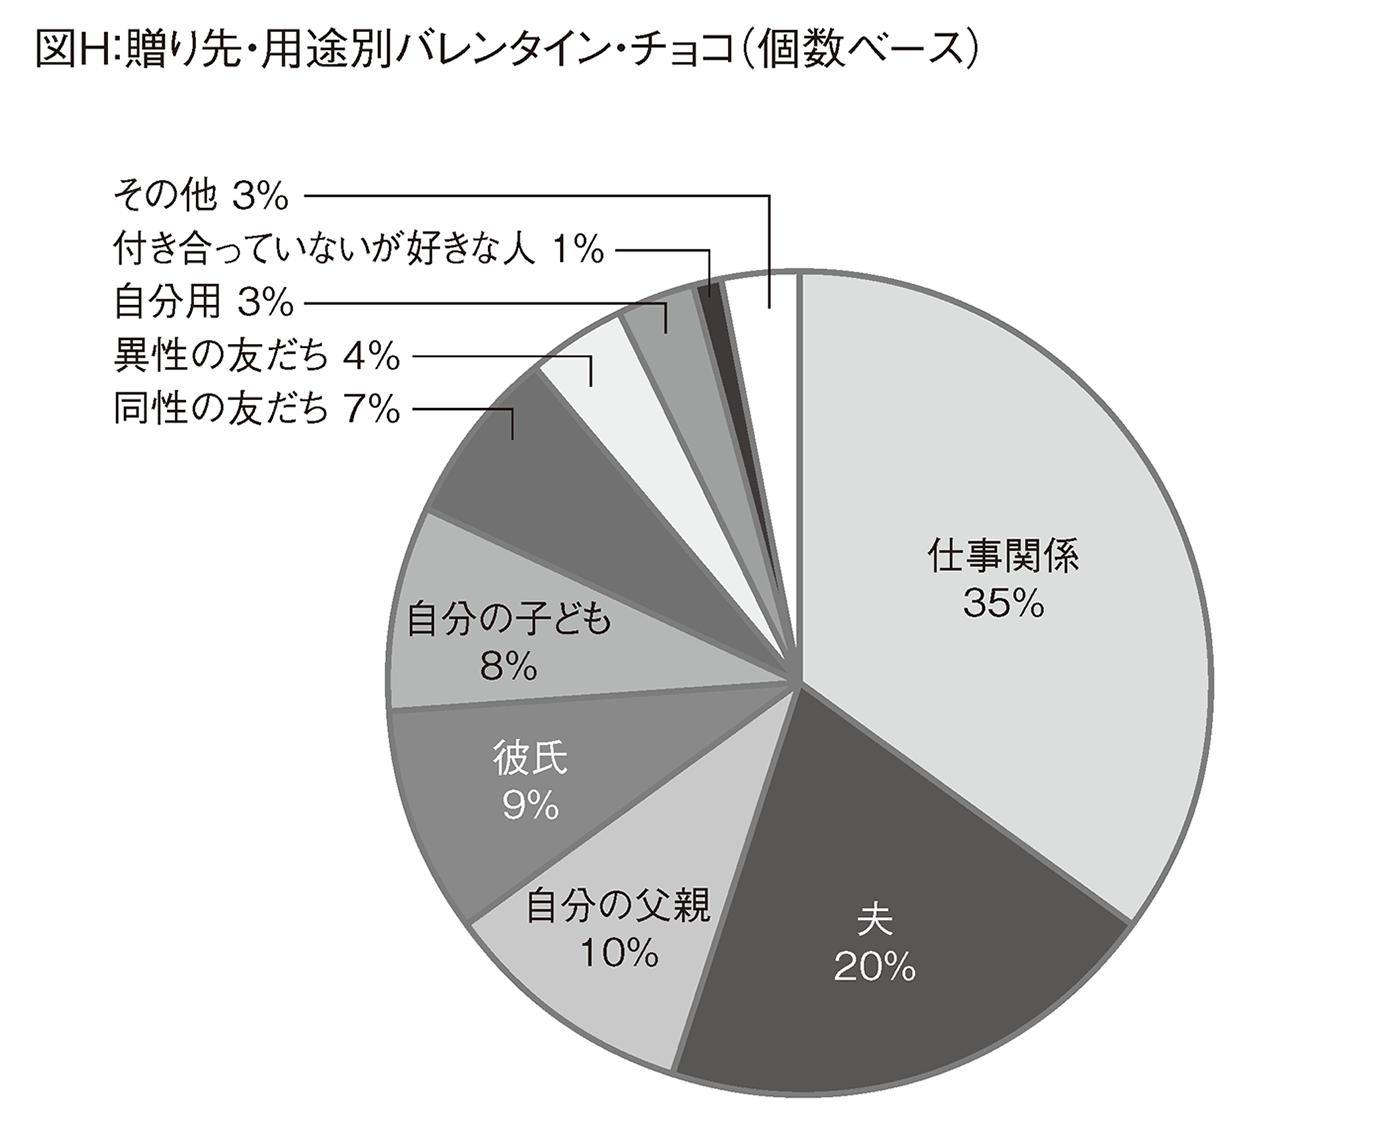 図H:贈り先・用途別バレンタイン・チョコ(個数ベース)
その他 3%
付き合っていないが好きな人 1%
自分用 3%
異性の友だち 4%
同性の友だち 7%
仕事関係
35%
自分の子ども
8%
彼氏
9%
自分の父親
10%
夫
20%